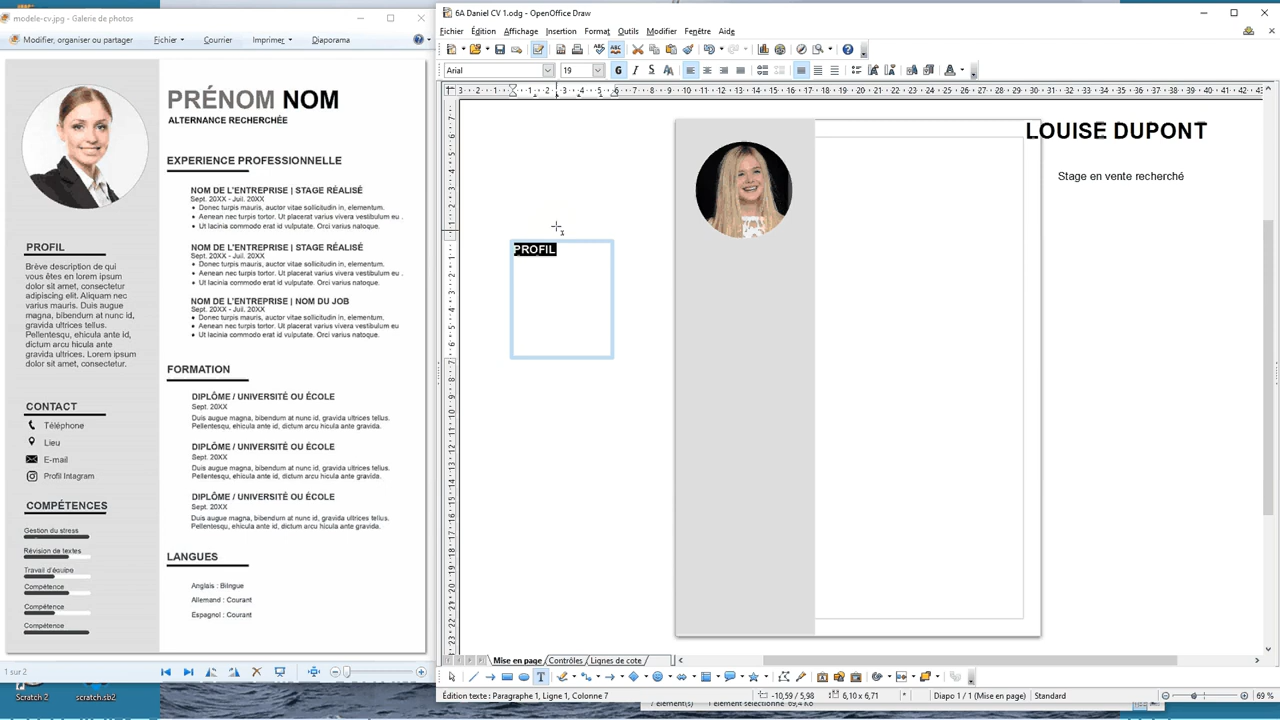 modele-cv.jpg - Galerie de photos
Modifier, organiser ou partager
Fichier
Courrier
Imprimer
Diaporama
PRÉNOM NOM
ALTERNANCE RECHERCHÉE
EXPERIENCE PROFESSIONNELLE
NOM DE L'ENTREPRISE | STAGE RÉALISÉ
Sept. 20XX - Juil. 20XX
Donec turpis mauris, auctor vitae sollicitudin in, elementum.
Aenean nec turpis tortor. Ut placerat varius vivera vestibulum eu .
Ut lacinia commodo erat id vulputate. Orci varius natoque.
NOM DE L'ENTREPRISE | STAGE RÉALISÉ
Sept. 20XX - Juil. 20XX
Donec turpis mauris, auctor vitae sollicitudin in, elementum.
Aenean nec turpis tortor. Ut placerat varius vivera vestibulum eu .
Ut lacinia commodo erat id vulputate. Orci varius natoque.
NOM DE L'ENTREPRISE | NOM DU JOB
Sept. 20XX - Juil. 20XX
Donec turpis mauris, auctor vitae sollicitudin in, elementum.
Aenean nec turpis tortor. Ut placerat varius vivera vestibulum eu
Ut lacinia commodo erat id vulputate. Orci varius natoque.
FORMATION
DIPLÔME / UNIVERSITÉ OU ÉCOLE
Sept. 20XX
Duis augue magna, bibendum at nunc id, gravida ultrices tellus.
Pellentesqu, ehicula ante id, dictum arcu hicula ante gravida.
DIPLÔME / UNIVERSITÉ OU ÉCOLE
Sept. 20XX
Duis augue magna, bibendum at nunc id, gravida ultrices tellus.
Pellentesqu, ehicula ante id, dictum arcu hicula ante gravida.
DIPLÔME / UNIVERSITÉ OU ÉCOLE
Sept. 20XX
Duis augue magna, bibendum at nunc id, gravida ultrices tellus.
Pellentesqu, ehicula ante id, dictum arcu hicula ante gravida.
LANGUES
Anglais : Bilingue
Allemand : Courant
Espagnol : Courant
PROFIL
Brève description de qui
vous êtes en lorem ipsum
dolor sit amet, consectetur
adipiscing elit. Aliquam nec
varius mauris. Duis augue
magna, bibendum at nunc id,
gravida ultrices tellus.
Pellentesqu, ehicula ante id,
dictum arcu hicula ante
gravida ultrices. Lorem ipsum
dolor sit amet, consectetur.
CONTACT
Téléphone
Lieu
E-mail
Profil Intagram
COMPÉTENCES
Gestion du stress
Révision de textes
Travail d'équipe
Compétence
Compétence
Compétence
1 sur 2
Scratch 2
scratch.sb2
6A Daniel CV 1.odg - OpenOffice Draw
Fichier
Édition
Affichage
Insertion
Format
Outils
Modifier
Fenêtre
Aide
Arial
19
PROFIL
LOUISE DUPONT
Stage en vente recherché
Mise en page
Contrôles
Lignes de cote
Édition texte : Paragraphe 1, Ligne 1, Colonne 7
-10,59 / 5,98
6,10 x 6,71
*
Diapo 1 / 1 (Mise en page)
Standard
69 %